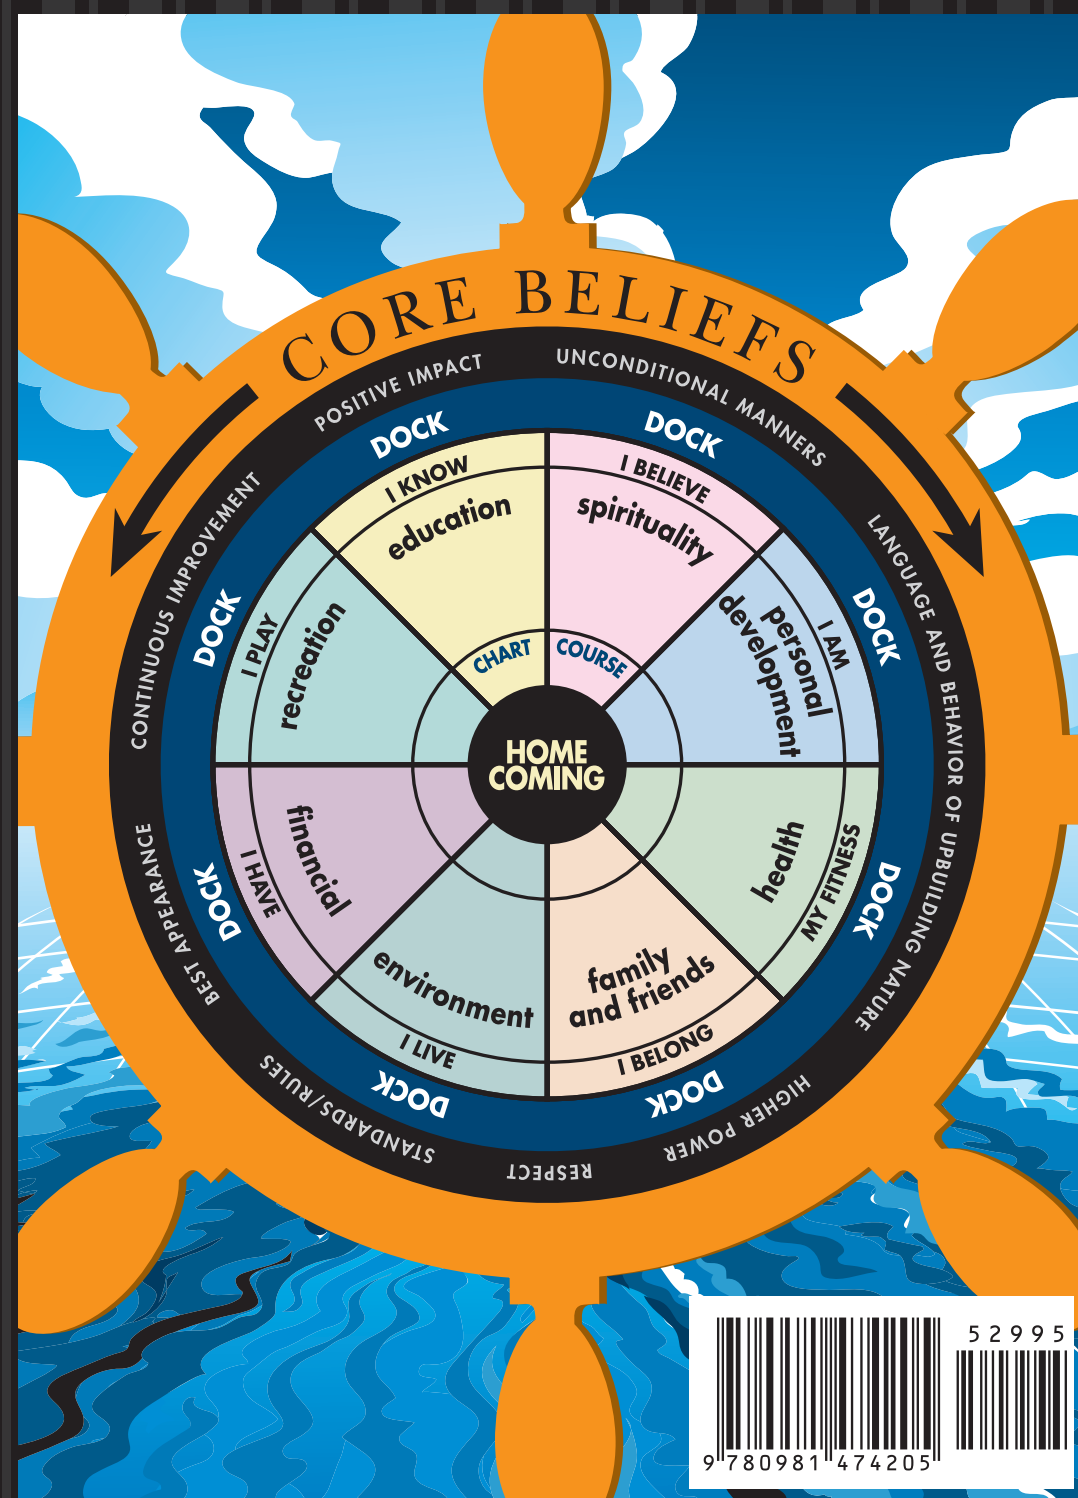 CORE BELIEFS
POSITIVE IMPACT
UNCONDITIONAL MANNERS
LANGUAGE AND BEHAVIOR OF UPBUILDING NATURE
HIGHER POWER
RESPECT
STANDARDS/RULES
BEST APPEARANCE
CONTINUOUS IMPROVEMENT
DOCK
I KNOW
education
DOCK
I BELIEVE
spirituality
DOCK
I AM
personal
development
DOCK
MY FITNESS
health
DOCK
I BELONG
family
and friends
DOCK
I LIVE
environment
DOCK
I HAVE
financial
DOCK
I PLAY
recreation
CHART
COURSE
HOME
COMING
52995
9 780981 474205